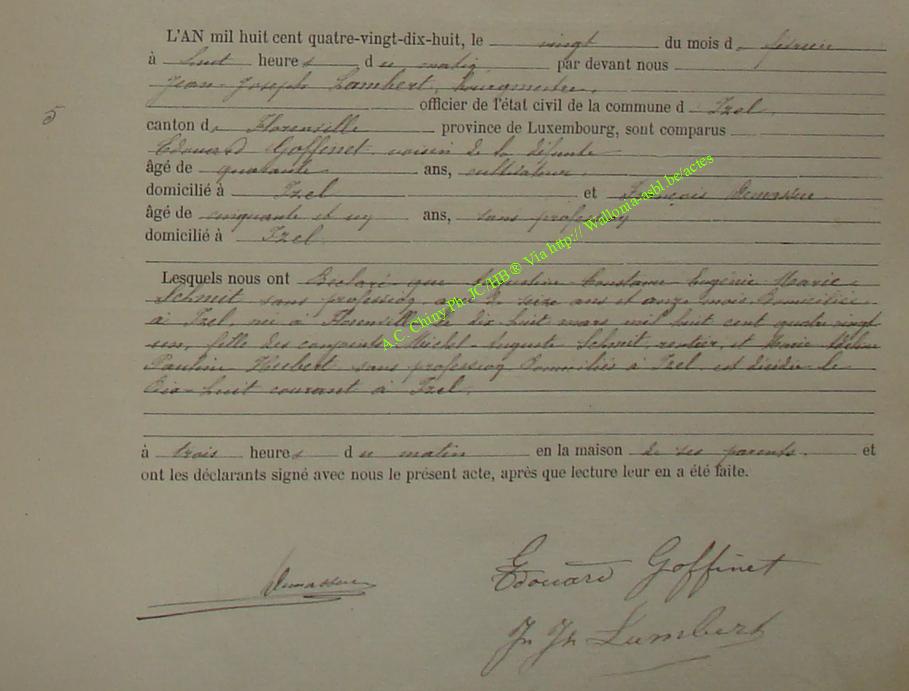 L'AN mil huit cent quatre-vingt-dix-huit, le vingt du mois de février
à huit heures du matin par devant nous
Jean-Joseph Lambert, bourgmestre,
officier de l'état civil de la commune d Izel,
5
canton de Florenville province de Luxembourg, sont comparus
Edouard Goffinet voisin de la défunte
âgé de quarante ans, cultivateur,
domicilié à Izel et François Demasseu
âgé de cinquante et un ans, sans profession
domicilié à Izel
Lesquels nous ont déclaré que Constance Eugénie Marie
Schmit sans profession, de seize ans et onze mois domiciliée
à Izel née à Florenville le dix huit mars mil huit cent quatre vingt
un, fille des conjoints Michel Auguste Schmit, rentier, et Marie
Pauline Huebert sans profession domiciliés à Izel, est décédée le
dix-huit courant à Izel.
à trois heures du matin en la maison de ses parents. et
ont les déclarants signé avec nous le présent acte, après que lecture leur en a été faite.
Demasseu
Edouard Goffinet
Jn Jh Lambert
A.C. Chiny Ph. JC/HB® Via http://Wallonia-asbl.be/actes